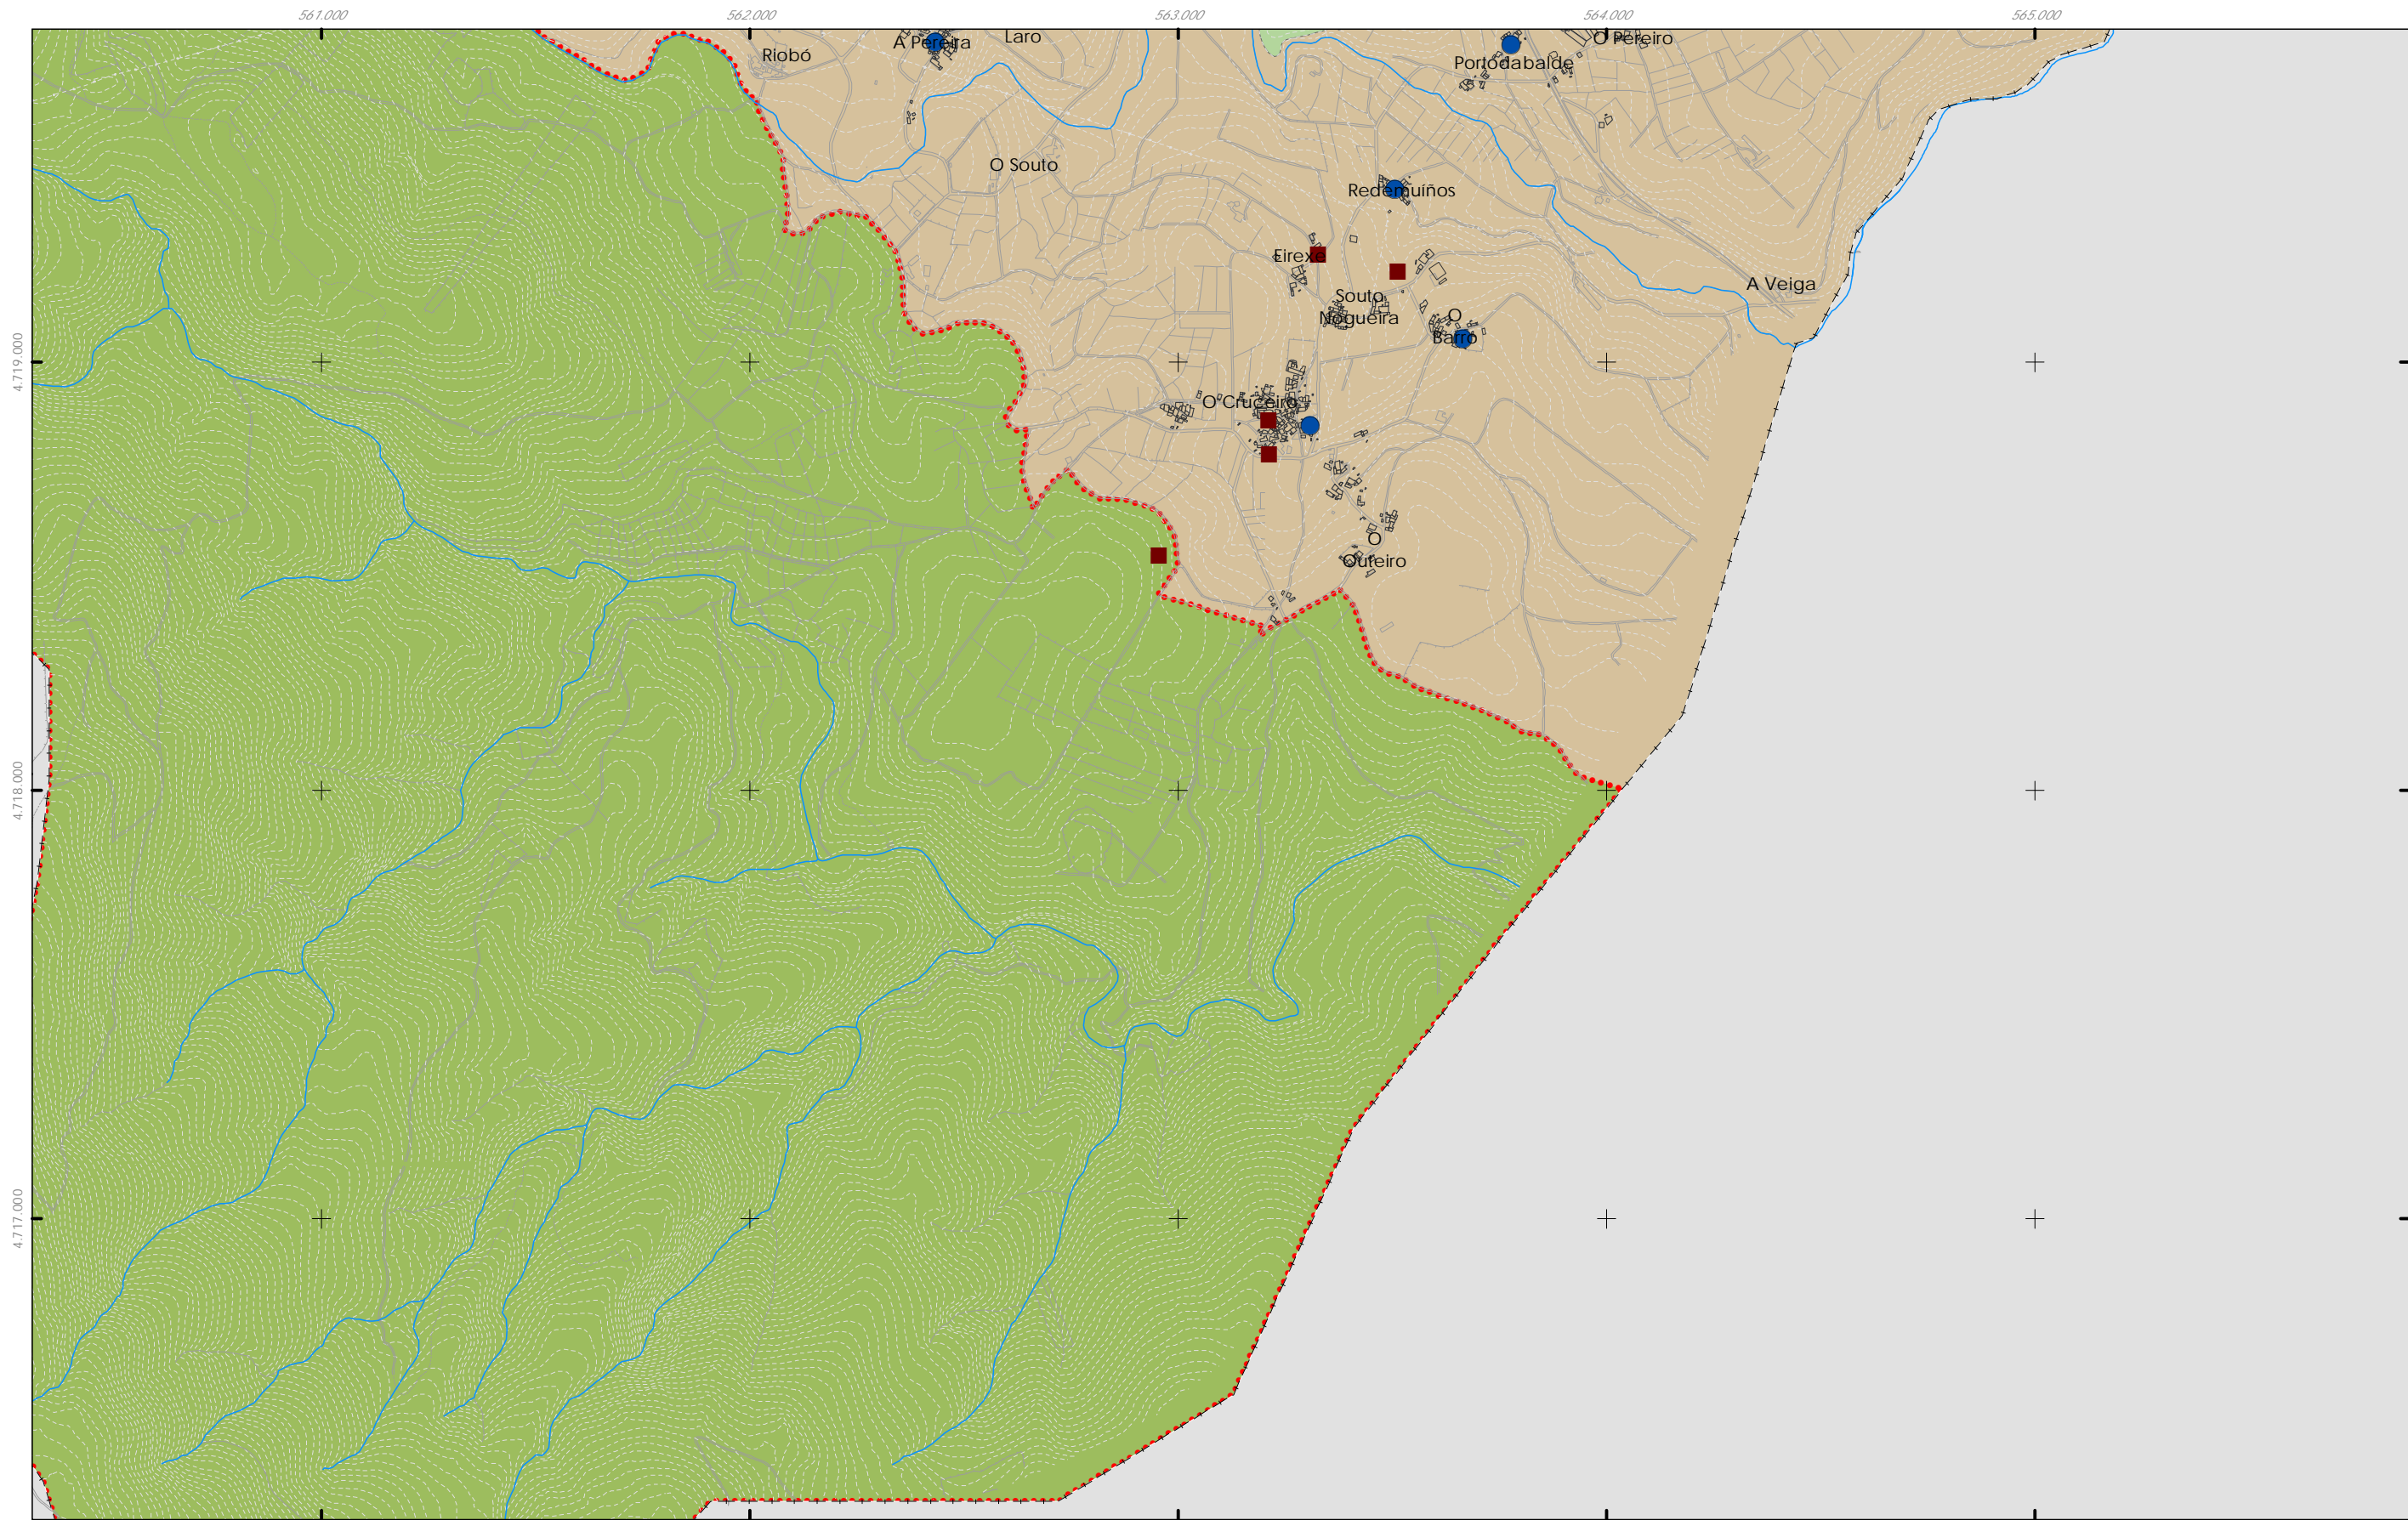 561.000
562.000
563.000
564.000
565.000
Riobó
A Pereira
Laro
O Pereiro
Portodabalde
O Souto
Redemuíños
Eirexe
A Veiga
Souto
Nogueira
O
Barro
4.719.000
O Cruceiro
O
Outeiro
4.718.000
4.717.000